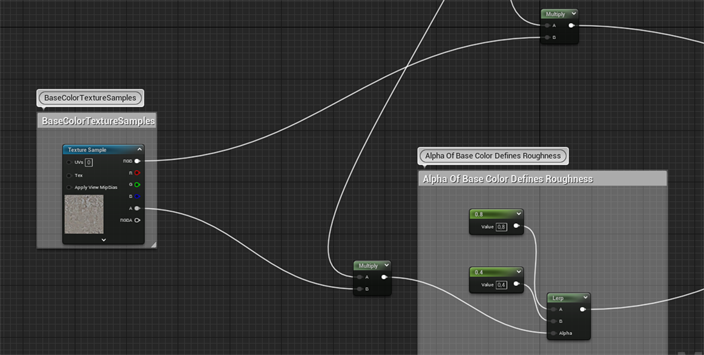 Multiply
A
B
BaseColorTextureSamples
BaseColorTextureSamples
Texture Sample
UVs 0
RGB
Tex
R
Apply View MipBias
G
B
A
RGBA
Alpha Of Base Color Defines Roughness
Alpha Of Base Color Defines Roughness
0.8
Value 0.8
Multiply
A
B
0.4
Value 0.4
Lerp
A
B
Alpha